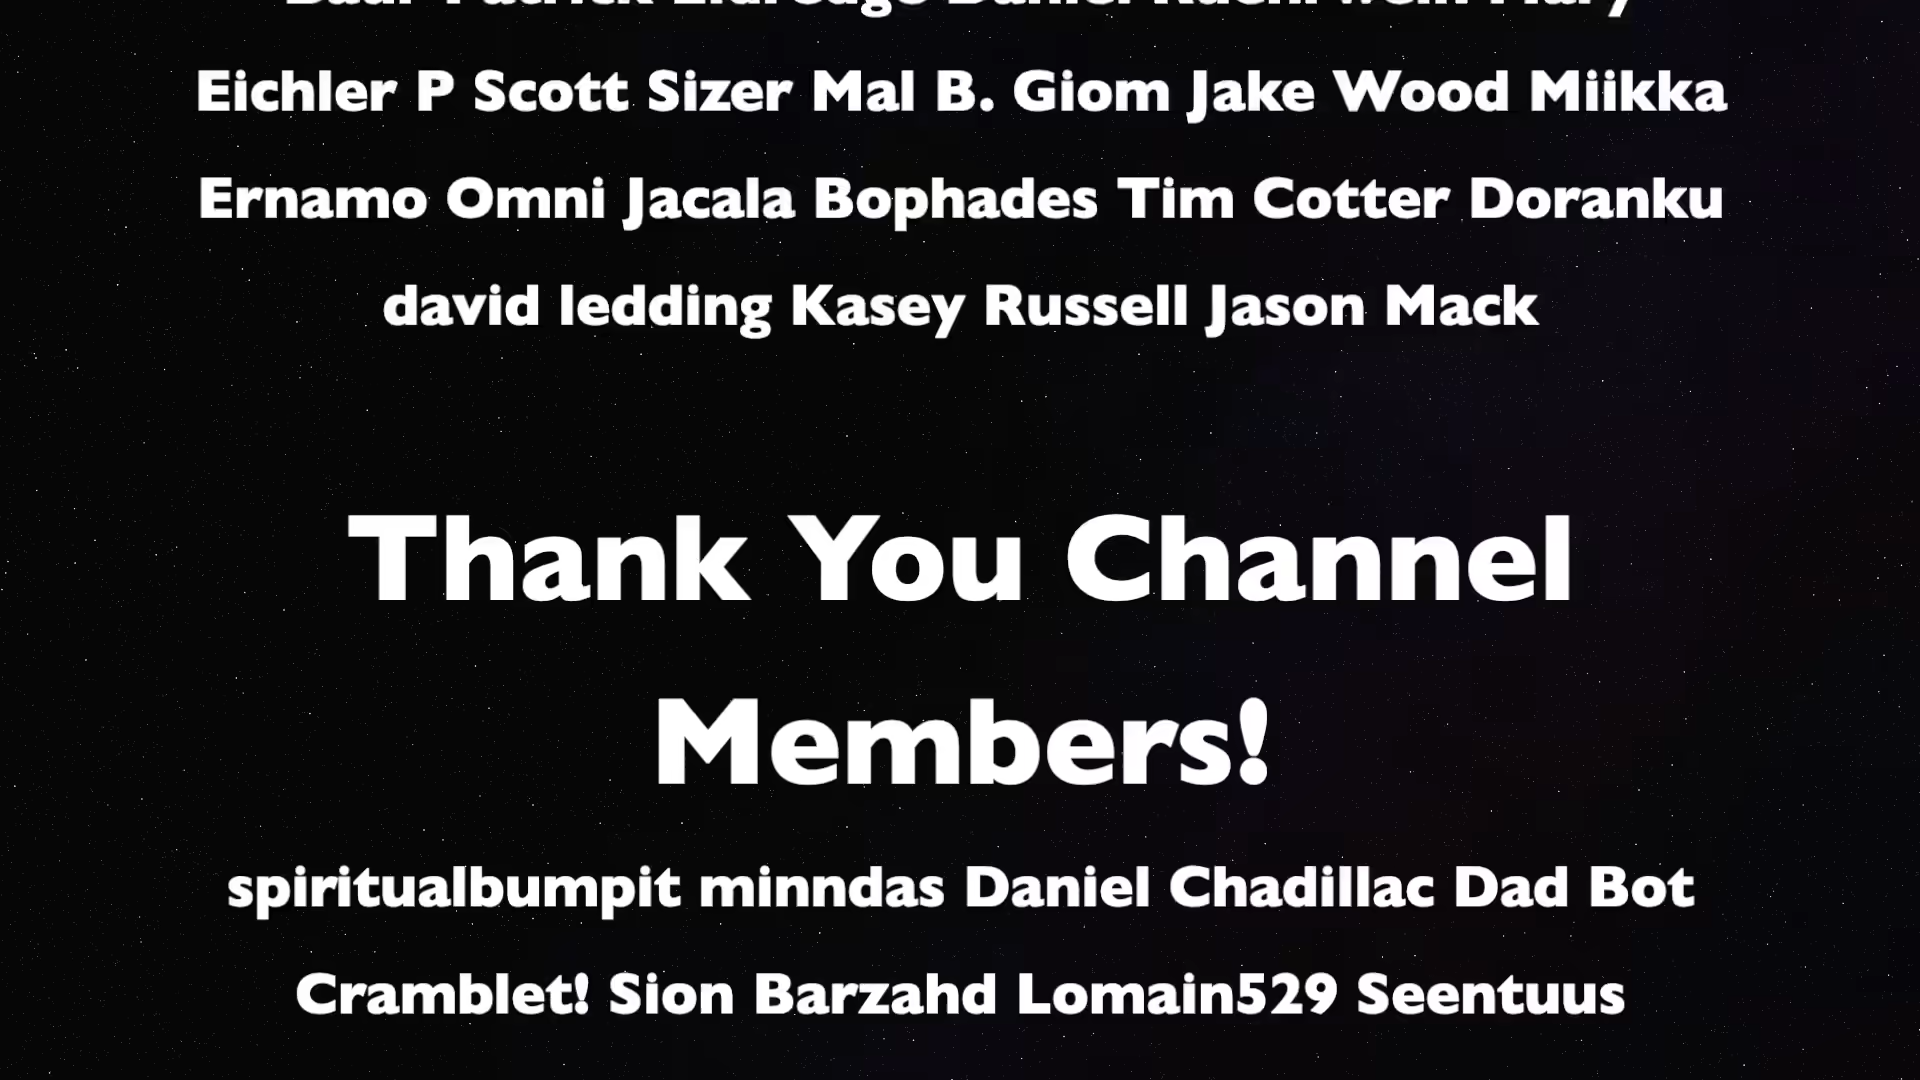 Eichler P Scott Sizer Mal B. Giom Jake Wood Miikka
Ernamo Omni Jacala Bophades Tim Cotter Doranku
david ledding Kasey Russell Jason Mack
Thank You Channel
Members!
spiritualbumpit minndas Daniel Chadillac Dad Bot
Cramblet! Sion Barzahd Lomain529 Seentuus